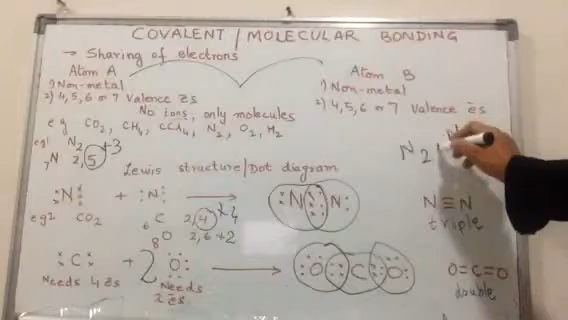 COVALENT / MOLECULAR BONDING
→ Sharing of electrons
Atom A
1) Non-metal
2) 4, 5, 6 or 7 Valence ēs
Atom B
1) Non-metal
2) 4, 5, 6 or 7 Valence ēs
No ions, only molecules
eg CO₂, CH₄, CCl₄, N₂, O₂, H₂
eg1 N₂
₇N 2, 5 +3
Lewis structure/Dot diagram
N + N → N N
eg2 CO₂
₆C 2, 4 +4
₈O 2, 6 +2
C + 2 O → O C O
Needs 4 ēs
Needs
2 ēs
N
N₂
N≡N
triple
O=C=O
double